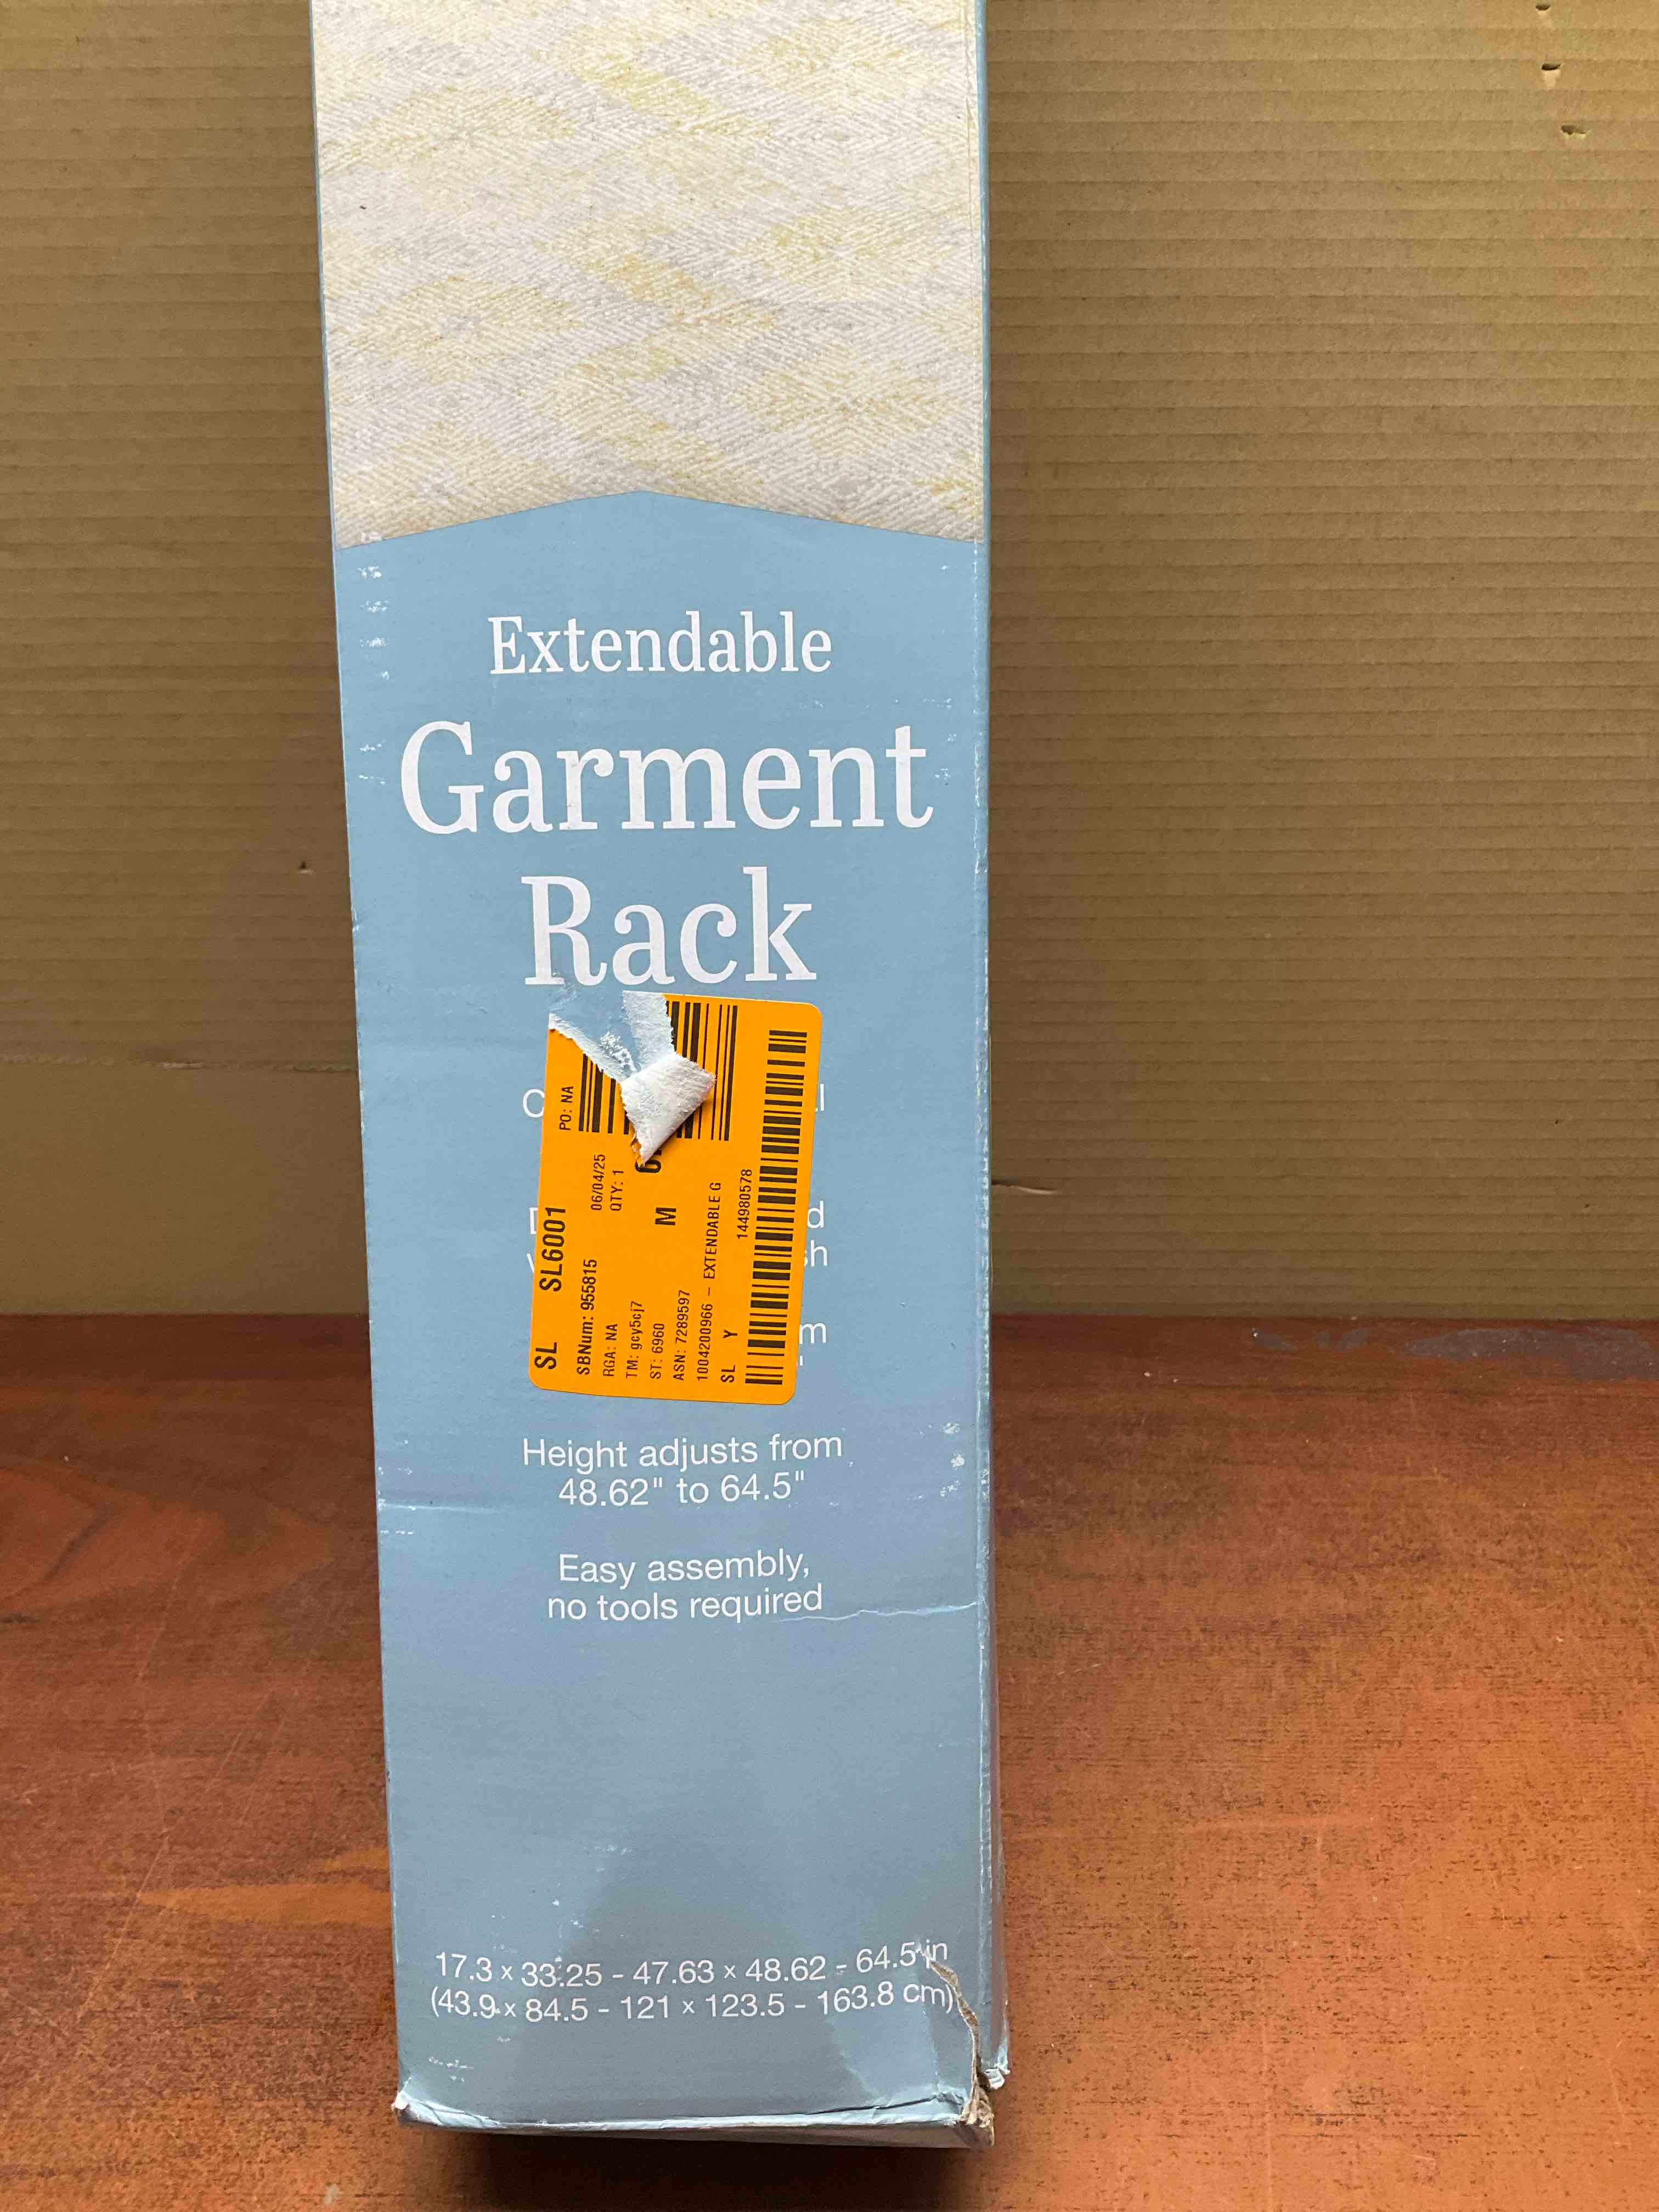 Extendable
Garment
Rack
SL SL6001
PO: NA
SBNum: 955815
06/04/25
RGA: NA
QTY: 1
TM: gcy5cj7
ST: 6960
M
ASN: 7289597
1004200966 – EXTENDABLE G
SL Y
144980578
Height adjusts from
48.62" to 64.5"
Easy assembly,
no tools required
17.3 x 33.25 - 47.63 x 48.62 - 64.5 in
(43.9 x 84.5 - 121 x 123.5 - 163.8 cm)